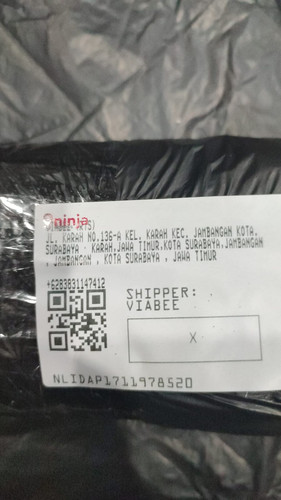 ninja
JL. KARAH NO.136-A KEL. KARAH KEC. JAMBANGAN KOTA.
SURABAYA - KARAH,JAWA TIMUR,KOTA SURABAYA,JAMBANGAN
, JAMBANGAN , KOTA SURABAYA , JAWA TIMUR
+6283831147412
SHIPPER:
VIABEE
X
NLIDAP1711978520